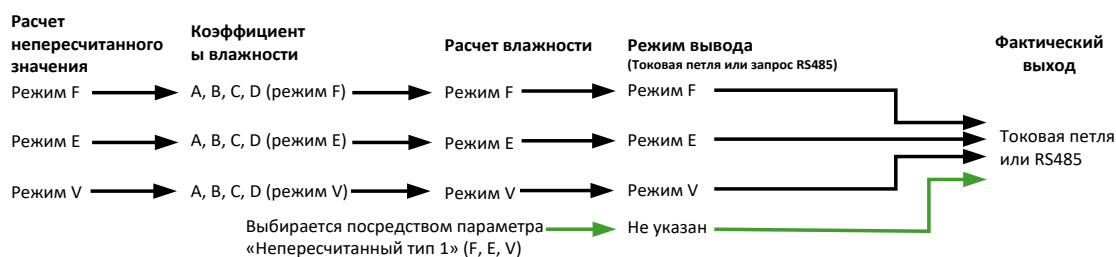 Расчет
непересчитанного
значения
Коэффициент
ы влажности
Расчет влажности
Режим вывода
(Токовая петля или запрос RS485)
Фактический
выход
Режим F
A, B, C, D (режим F)
Режим F
Режим F
Режим E
A, B, C, D (режим E)
Режим E
Режим E
Токовая петля
или RS485
Режим V
A, B, C, D (режим V)
Режим V
Режим V
Выбирается посредством параметра
«Непересчитанный тип 1» (F, E, V)
Не указан